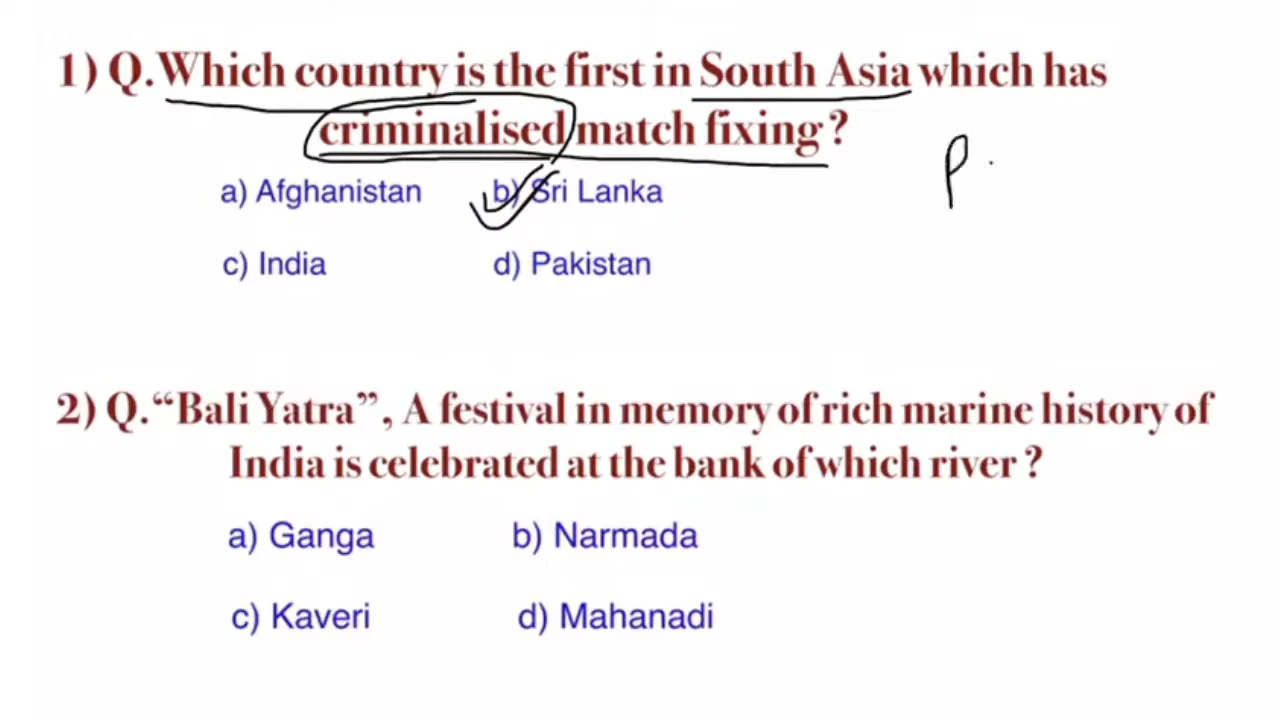 1) Q. Which country is the first in South Asia which has
criminalised match fixing ?
a) Afghanistan b) Sri Lanka
c) India d) Pakistan
P
2) Q. “Bali Yatra”, A festival in memory of rich marine history of
India is celebrated at the bank of which river ?
a) Ganga b) Narmada
c) Kaveri d) Mahanadi